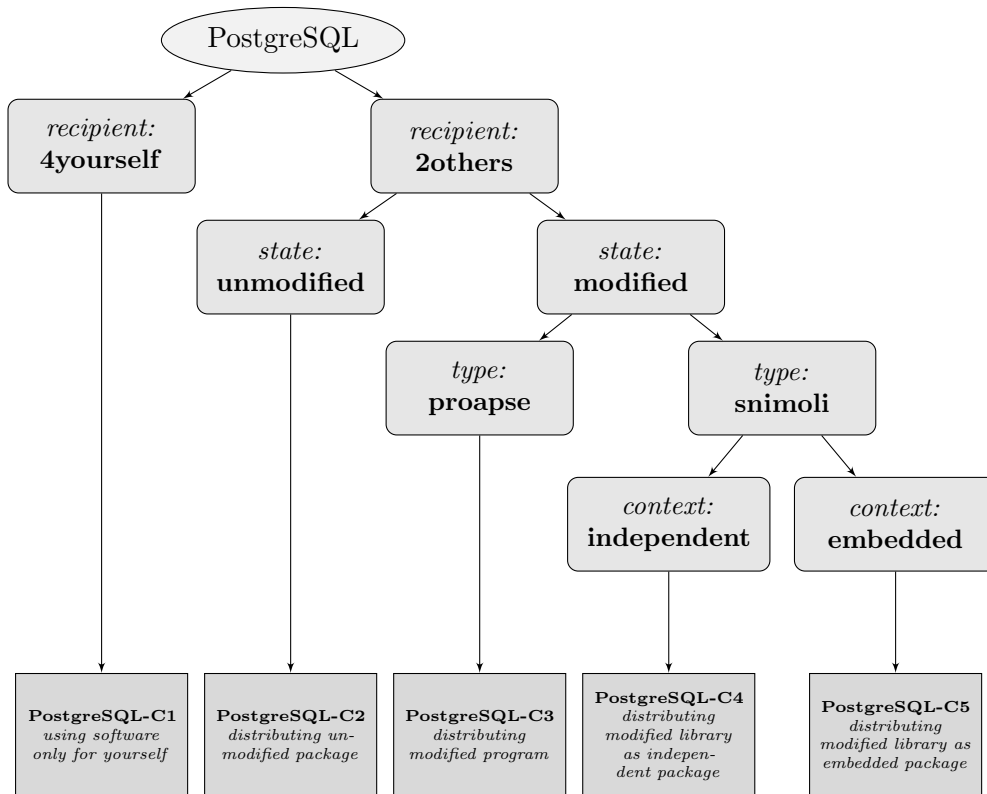 PostgreSQL
recipient:
4yourself
recipient:
2others
state:
unmodified
state:
modified
type:
proapse
type:
snimoli
context:
independent
context:
embedded
PostgreSQL-C1
using software
only for yourself
PostgreSQL-C2
distributing un-
modified package
PostgreSQL-C3
distributing
modified program
PostgreSQL-C4
distributing
modified library
as indepen-
dent package
PostgreSQL-C5
distributing
modified library as
embedded package